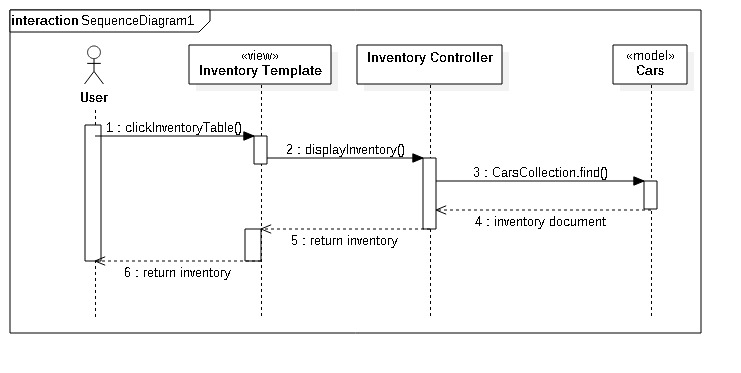 interaction SequenceDiagram1
User
«view»
Inventory Template
Inventory Controller
«model»
Cars
1 : clickInventoryTable()
2 : displayInventory()
3 : CarsCollection.find()
4 : inventory document
5 : return inventory
6 : return inventory